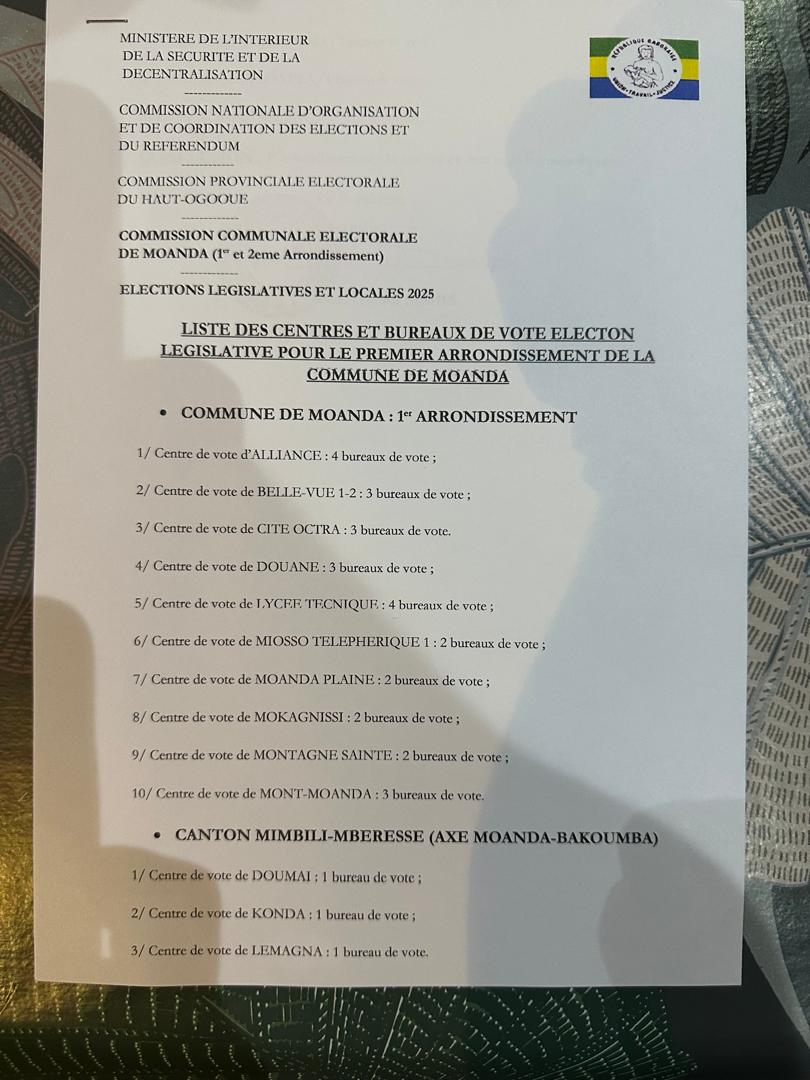 MINISTERE DE L'INTERIEUR
DE LA SECURITE ET DE LA
DECENTRALISATION
-------------
COMMISSION NATIONALE D'ORGANISATION
ET DE COORDINATION DES ELECTIONS ET
DU REFERENDUM
------------
COMMISSION PROVINCIALE ELECTORALE
DU HAUT-OGOOUE
-------------
COMMISSION COMMUNALE ELECTORALE
DE MOANDA (1er et 2eme Arrondissement)
-------------
ELECTIONS LEGISLATIVES ET LOCALES 2025
REPUBLIQUE GABONAISE
UNION-TRAVAIL-JUSTICE
LISTE DES CENTRES ET BUREAUX DE VOTE ELECTON
LEGISLATIVE POUR LE PREMIER ARRONDISSEMENT DE LA
COMMUNE DE MOANDA
• COMMUNE DE MOANDA : 1er ARRONDISSEMENT
1/ Centre de vote d'ALLIANCE : 4 bureaux de vote ;
2/ Centre de vote de BELLE-VUE 1-2 : 3 bureaux de vote ;
3/ Centre de vote de CITE OCTRA : 3 bureaux de vote.
4/ Centre de vote de DOUANE : 3 bureaux de vote ;
5/ Centre de vote de LYCEE TECNIQUE : 4 bureaux de vote ;
6/ Centre de vote de MIOSSO TELEPHERIQUE 1 : 2 bureaux de vote ;
7/ Centre de vote de MOANDA PLAINE : 2 bureaux de vote ;
8/ Centre de vote de MOKAGNISSI : 2 bureaux de vote ;
9/ Centre de vote de MONTAGNE SAINTE : 2 bureaux de vote ;
10/ Centre de vote de MONT-MOANDA : 3 bureaux de vote.
• CANTON MIMBILI-MBERESSE (AXE MOANDA-BAKOUMBA)
1/ Centre de vote de DOUMAI : 1 bureau de vote ;
2/ Centre de vote de KONDA : 1 bureau de vote ;
3/ Centre de vote de LEMAGNA : 1 bureau de vote.